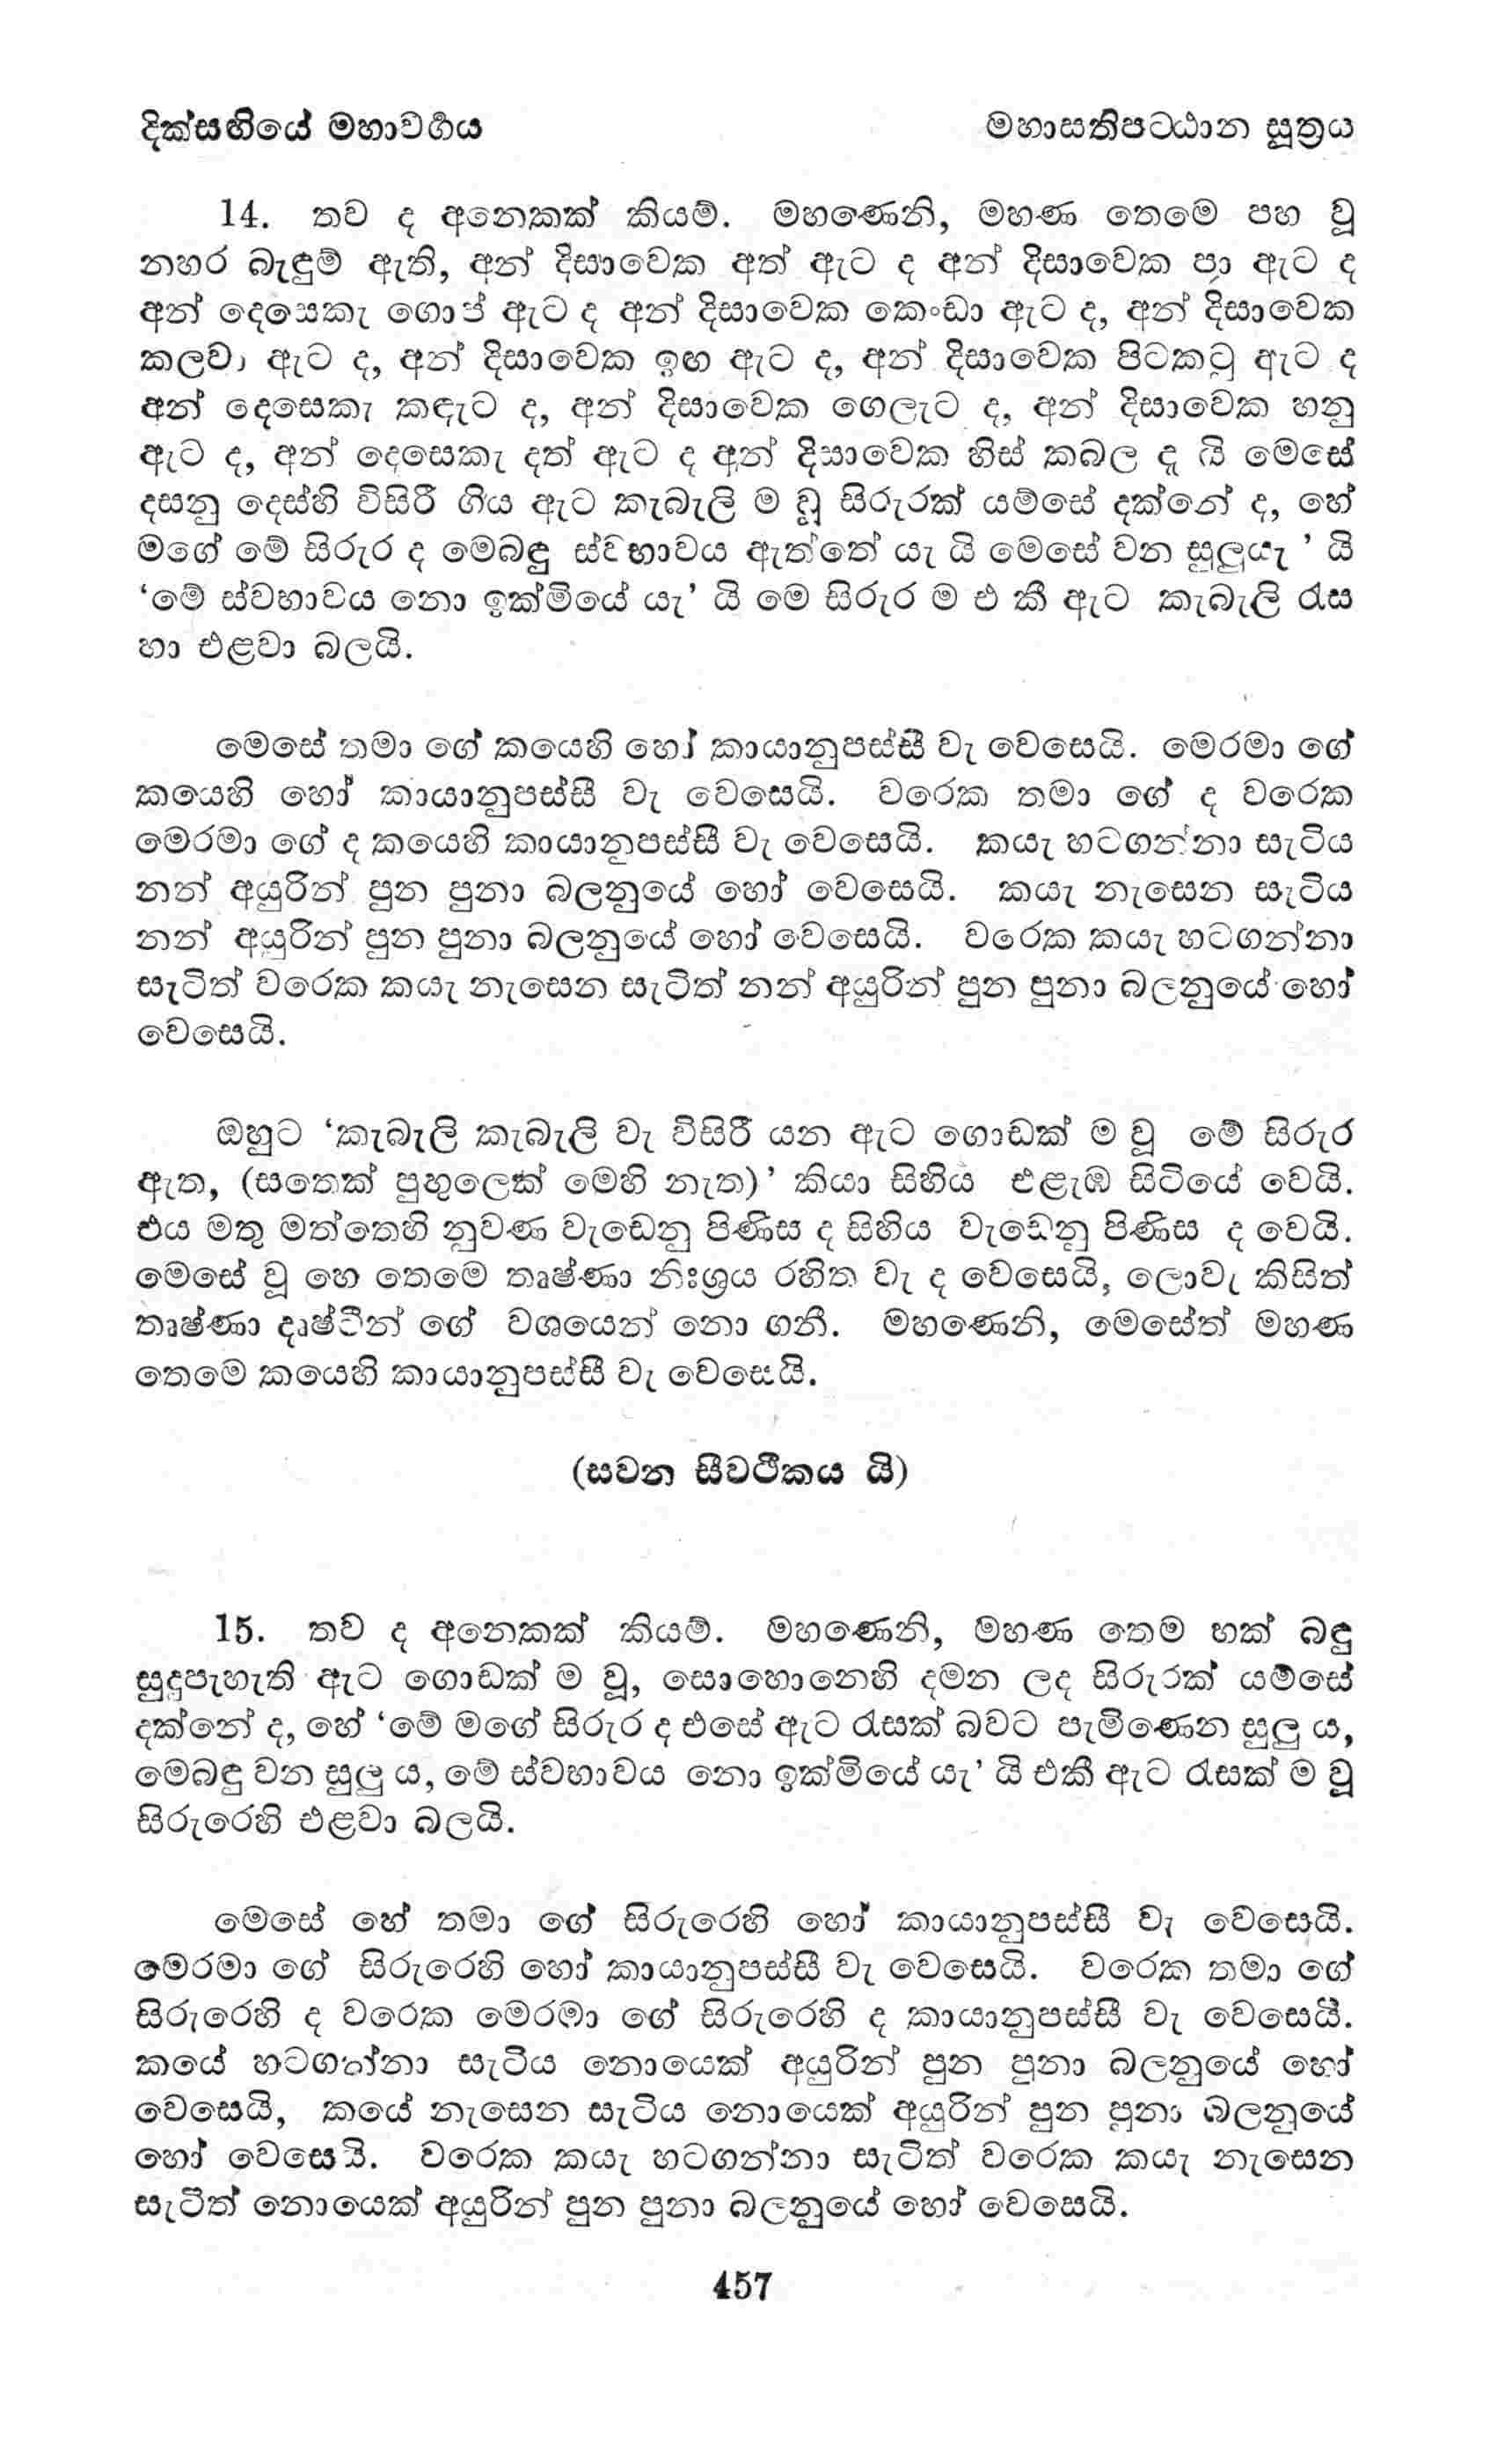 දික්සඟියේ මහාවර්‍ගය
මහාසතිපට්ඨාන සූත්‍රය
14. තව ද අනෙකක් කියමි. මහණෙනි, මහණ තෙමෙ පහ වූ
නහර බැඳුම් ඇති, අන් දිසාවෙක අත් ඇට ද අන් දිසාවෙක පා ඇට ද
අන් දෙසෙකැ ගොප් ඇට ද අන් දිසාවෙක කෙංඩා ඇට ද, අන් දිසාවෙක
කලවා ඇට ද, අන් දිසාවෙක ඉඟ ඇට ද, අන් දිසාවෙක පිටකටු ඇට ද
අන් දෙසෙකැ කඳැට ද, අන් දිසාවෙක ගෙලැට ද, අන් දිසාවෙක හනු
ඇට ද, අන් දෙසෙකැ දත් ඇට ද අන් දිසාවෙක හිස් කබල ද යි මෙසේ
දසනු දෙස්හි විසිරී ගිය ඇට කැබැලි ම වූ සිරුරක් යම්සේ දක්නේ ද, හේ
මගේ මේ සිරුර ද මෙබඳු ස්වභාවය ඇත්තේ යැ යි මෙසේ වන සුලුයැ ’ යි
‘මේ ස්වභාවය නො ඉක්මියේ යැ’ යි මෙ සිරුර ම එ කී ඇට කැබැලි රැස
හා එළවා බලයි.
මෙසේ තමා ගේ කයෙහි හෝ කායානුපස්සී වැ වෙසෙයි. මෙරමා ගේ
කයෙහි හෝ කායානුපස්සී වැ වෙසෙයි. වරෙක තමා ගේ ද වරෙක
මෙරමා ගේ ද කයෙහි කායානුපස්සී වැ වෙසෙයි. කයැ හටගන්නා සැටිය
නන් අයුරින් පුන පුනා බලනුයේ හෝ වෙසෙයි. කයැ නැසෙන සැටිය
නන් අයුරින් පුන පුනා බලනුයේ හෝ වෙසෙයි. වරෙක කයැ හටගන්නා
සැටිත් වරෙක කයැ නැසෙන සැටිත් නන් අයුරින් පුන පුනා බලනුයේ හෝ
වෙසෙයි.
ඔහුට ‘කැබැලි කැබැලි වැ විසිරී යන ඇට ගොඩක් ම වූ මේ සිරුර
ඇත, (සතෙක් පුහුලෙක් මෙහි නැත)’ කියා සිහිය එළැඹ සිටියේ වෙයි.
එය මතු මත්තෙහි නුවණ වැඩෙනු පිණිස ද සිහිය වැඩෙනු පිණිස ද වෙයි.
මෙසේ වූ හෙ තෙමෙ තෘෂ්ණා නිඃශ්‍රය රහිත වැ ද වෙසෙයි, ලොවැ කිසිත්
තෘෂ්ණා දෘෂ්ටීන් ගේ වශයෙන් නො ගනී. මහණෙනි, මෙසේත් මහණ
තෙමෙ කයෙහි කායානුපස්සී වැ වෙසෙයි.
(සවන සීවථිකය යි)
15. තව ද අනෙකක් කියමි. මහණෙනි, මහණ තෙම හක් බඳු
සුදුපැහැති ඇට ගොඩක් ම වූ, සොහොනෙහි දමන ලද සිරුරක් යම්සේ
දක්නේ ද, හේ ‘මේ මගේ සිරුර ද එසේ ඇට රැසක් බවට පැමිණෙන සුලු ය,
මෙබඳු වන සුලු ය, මේ ස්වභාවය නො ඉක්මියේ යැ’ යි එකී ඇට රැසක් ම වූ
සිරුරෙහි එළවා බලයි.
මෙසේ හේ තමා ගේ සිරුරෙහි හෝ කායානුපස්සී වැ වෙසෙයි.
මෙරමා ගේ සිරුරෙහි හෝ කායානුපස්සී වැ වෙසෙයි. වරෙක තමා ගේ
සිරුරෙහි ද වරෙක මෙරමා ගේ සිරුරෙහි ද කායානුපස්සී වැ වෙසෙයි.
කයේ හටගන්නා සැටිය නොයෙක් අයුරින් පුන පුනා බලනුයේ හෝ
වෙසෙයි, කයේ නැසෙන සැටිය නොයෙක් අයුරින් පුන පුනා බලනුයේ
හෝ වෙසෙයි. වරෙක කයැ හටගන්නා සැටිත් වරෙක කයැ නැසෙන
සැටිත් නොයෙක් අයුරින් පුන පුනා බලනුයේ හෝ වෙසෙයි.
457